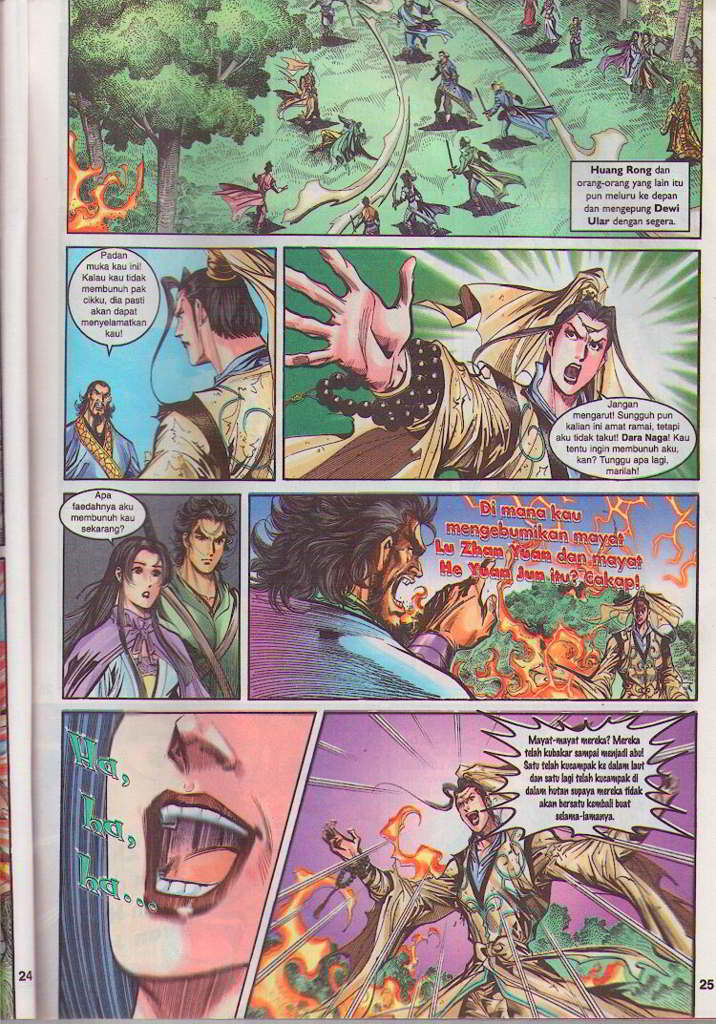 Huang Rong dan
orang-orang yang lain itu
pun meluru ke depan
dan mengepung Dewi
Ular dengan segera.
Padan
muka kau ini!
Kalau kau tidak
membunuh pak
cikku, dia pasti
akan dapat
menyelamatkan
kau!
Jangan
mengarut! Sungguh pun
kalian ini amat ramai, tetapi
aku tidak takut! Dara Naga! Kau
tentu ingin membunuh aku,
kan? Tunggu apa lagi,
marilah!
Apa
faedahnya aku
membunuh kau
sekarang?
Di mana kau
mengebumikan mayat
Lu Zhan Yuan dan mayat
He Yuan Jun itu? Cakap!
Ha,
ha,
ha...
Mayat-mayat mereka? Mereka
telah kubakar sampai menjadi abu!
Satu telah kucampak ke dalam laut
dan satu lagi telah kucampak di
dalam hutan supaya mereka tidak
akan bersatu kembali buat
selama-lamanya.
24
25